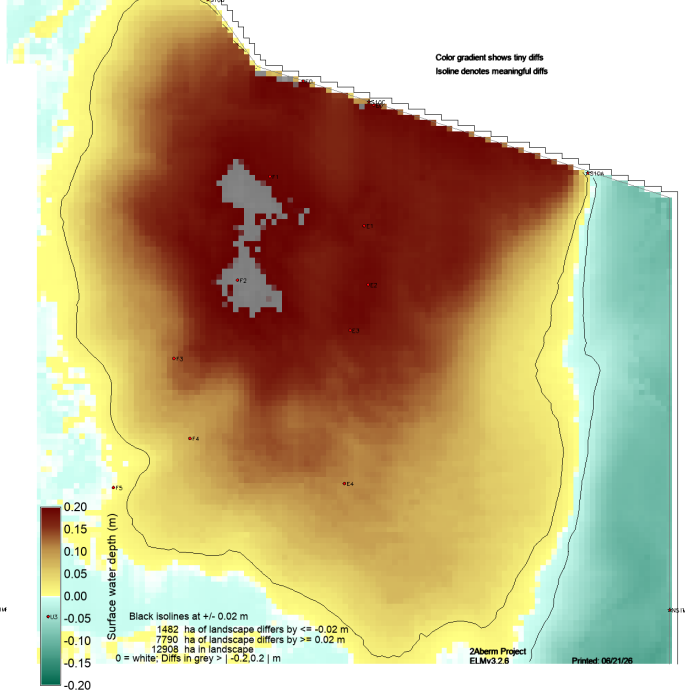 Color gradient shows tiny diffs
Isoline denotes meaningful diffs
S10C
S10A
E1
E2
F2
E3
F3
F4
E4
F5
0.20
0.15
0.10
0.05
0.00
-0.05
-0.10
-0.15
-0.20
Surface water depth (m)
U3
Black isolines at +/- 0.02 m
1482 ha of landscape differs by <= -0.02 m
7790 ha of landscape differs by >= 0.02 m
12908 ha in landscape
0 = white; Diffs in grey > | -0.2,0.2 | m
2Aberm Project
ELMv3.2.6
Printed: 06/21/26